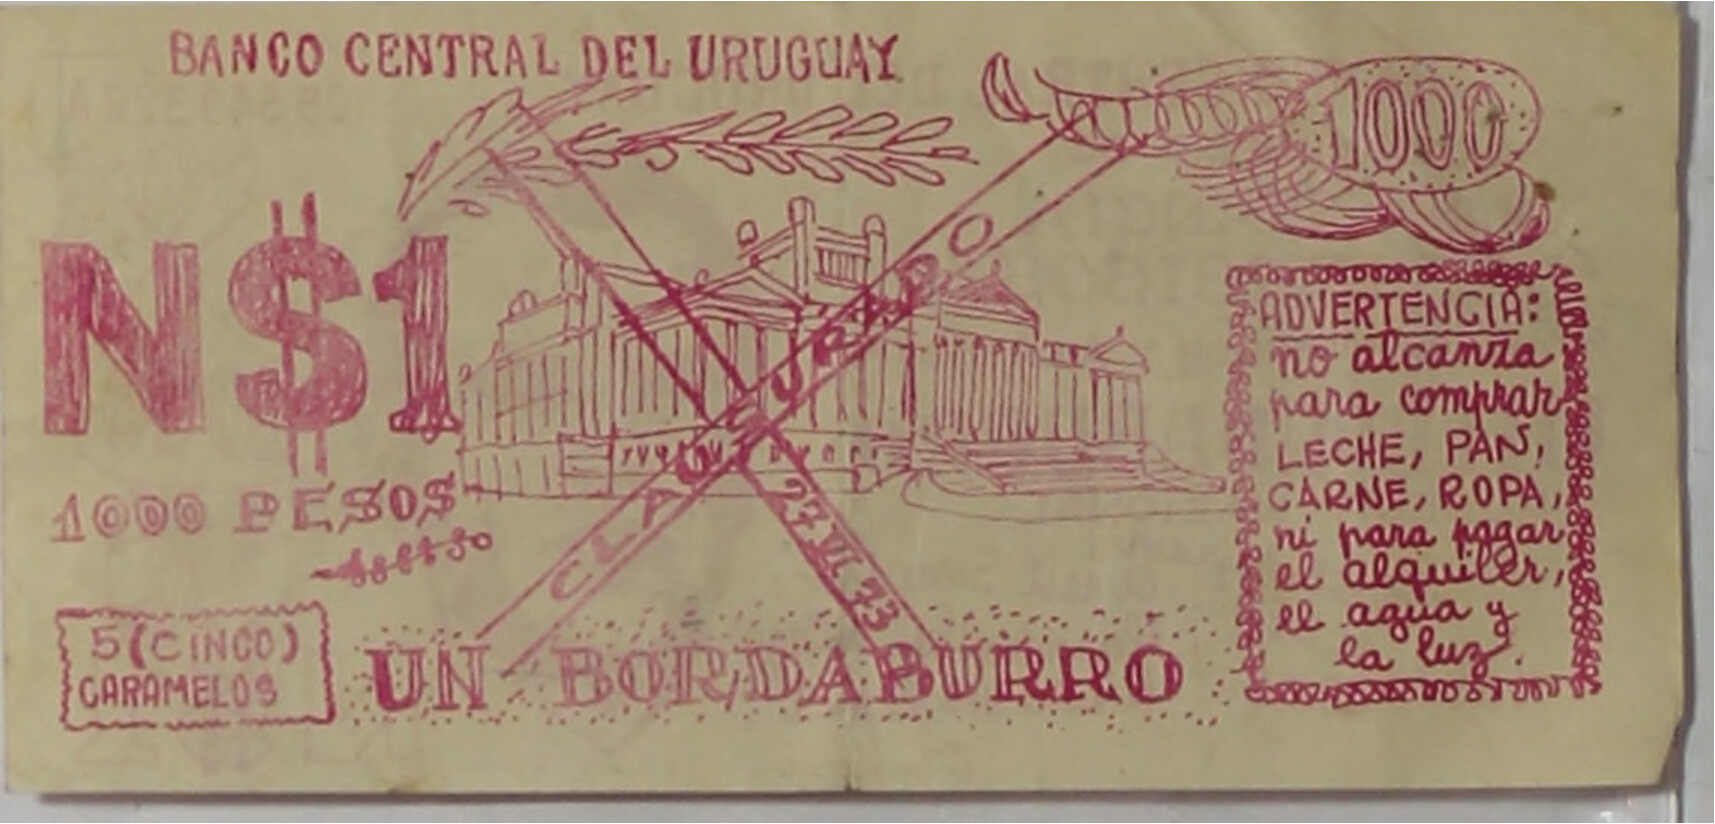 BANCO CENTRAL DEL URUGUAY
1000
N$1
1000 PESOS
5 (CINCO)
CARAMELOS
CLAUSURADO
27 VI 73
UN BORDABURRO
ADVERTENCIA:
no alcanza
para comprar
LECHE, PAN,
CARNE, ROPA,
ni para pagar
el alquiler,
el agua y
la luz.